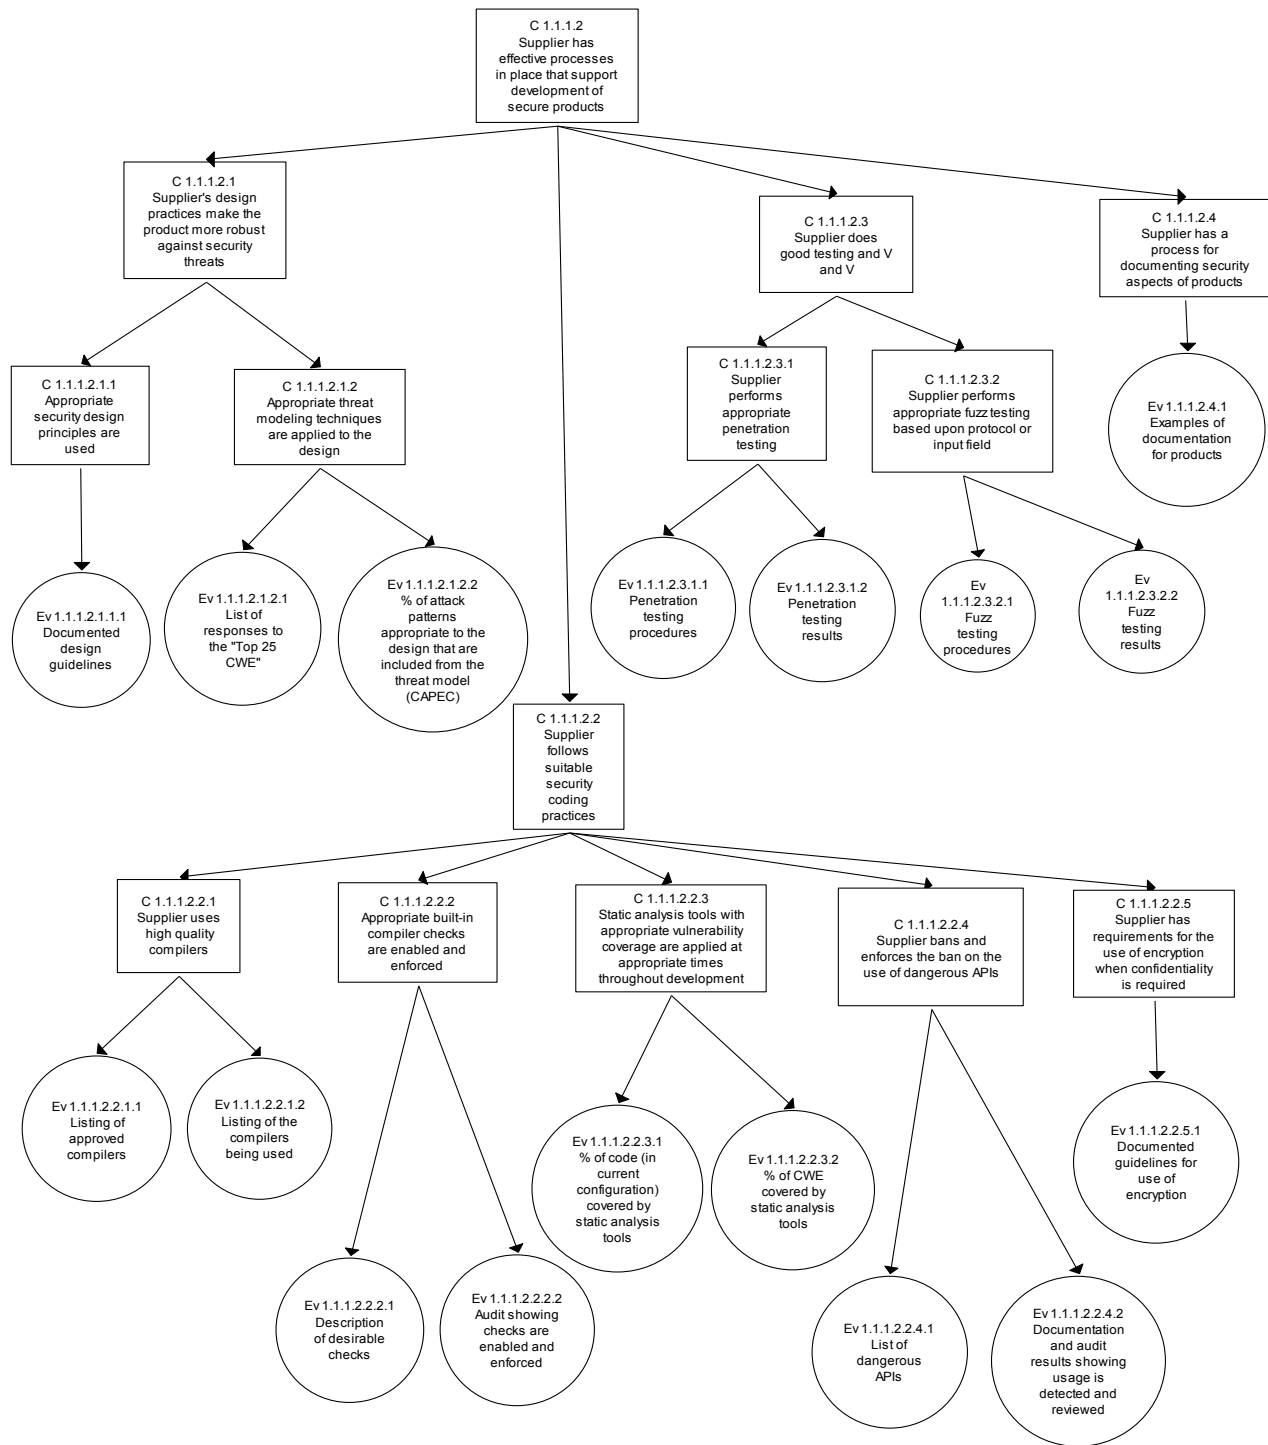 C 1.1.1.2
Supplier has
effective processes
in place that support
development of
secure products
C 1.1.1.2.1
Supplier's design
practices make the
product more robust
against security
threats
C 1.1.1.2.3
Supplier does
good testing and V
and V
C 1.1.1.2.4
Supplier has a
process for
documenting security
aspects of products
C 1.1.1.2.1.1
Appropriate
security design
principles are
used
C 1.1.1.2.1.2
Appropriate threat
modeling techniques
are applied to the
design
C 1.1.1.2.3.1
Supplier
performs
appropriate
penetration
testing
C 1.1.1.2.3.2
Supplier performs
appropriate fuzz testing
based upon protocol or
input field
Ev 1.1.1.2.4.1
Examples of
documentation
for products
Ev 1.1.1.2.1.1.1
Documented
design
guidelines
Ev 1.1.1.2.1.2.1
List of
responses to
the "Top 25
CWE"
Ev 1.1.1.2.1.2.2
% of attack
patterns
appropriate to the
design that are
included from the
threat model
(CAPEC)
Ev 1.1.1.2.3.1.1
Penetration
testing
procedures
Ev 1.1.1.2.3.1.2
Penetration
testing
results
Ev
1.1.1.2.3.2.1
Fuzz
testing
procedures
Ev
1.1.1.2.3.2.2
Fuzz
testing
results
C 1.1.1.2.2
Supplier
follows
suitable
security
coding
practices
C 1.1.1.2.2.1
Supplier uses
high quality
compilers
C 1.1.1.2.2.2
Appropriate built-in
compiler checks
are enabled and
enforced
C 1.1.1.2.2.3
Static analysis tools with
appropriate vulnerability
coverage are applied at
appropriate times
throughout development
C 1.1.1.2.2.4
Supplier bans and
enforces the ban on the
use of dangerous APIs
C 1.1.1.2.2.5
Supplier has
requirements for the
use of encryption
when confidentiality
is required
Ev 1.1.1.2.2.1.1
Listing of
approved
compilers
Ev 1.1.1.2.2.1.2
Listing of the
compilers
being used
Ev 1.1.1.2.2.3.1
% of code (in
current
configuration)
covered by
static analysis
tools
Ev 1.1.1.2.2.3.2
% of CWE
covered by
static analysis
tools
Ev 1.1.1.2.2.5.1
Documented
guidelines for
use of
encryption
Ev 1.1.1.2.2.2.1
Description
of desirable
checks
Ev 1.1.1.2.2.2.2
Audit showing
checks are
enabled and
enforced
Ev 1.1.1.2.2.4.1
List of
dangerous
APIs
Ev 1.1.1.2.2.4.2
Documentation
and audit
results showing
usage is
detected and
reviewed